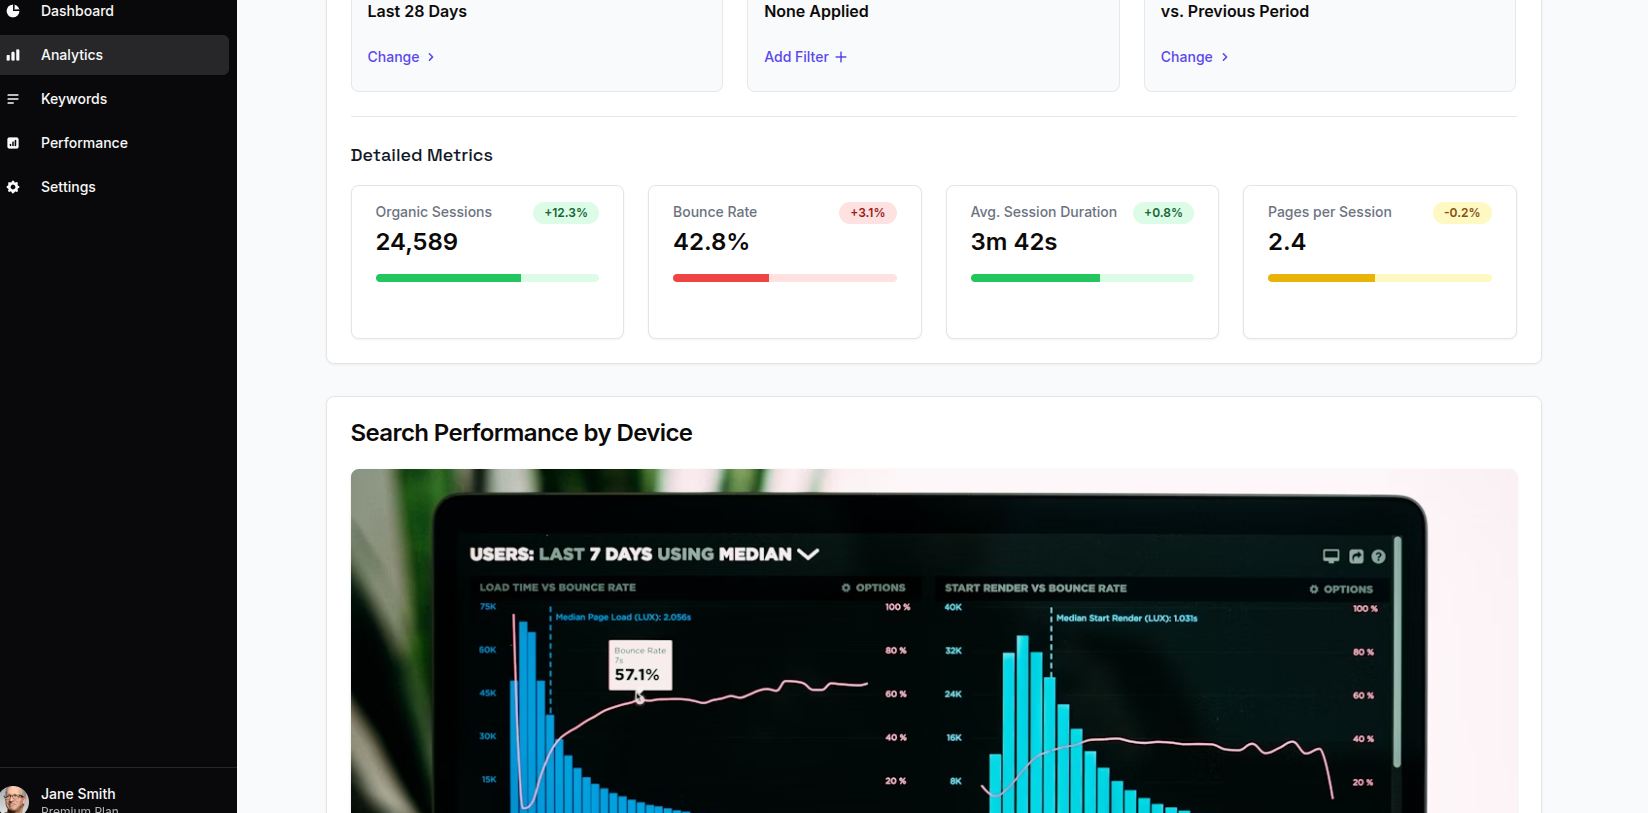 Dashboard
Analytics
Keywords
Performance
Settings
Jane Smith
Premium Plan
Last 28 Days
Change
None Applied
Add Filter
vs. Previous Period
Change
Detailed Metrics
Organic Sessions
+12.3%
24,589
Bounce Rate
+3.1%
42.8%
Avg. Session Duration
+0.8%
3m 42s
Pages per Session
-0.2%
2.4
Search Performance by Device
USERS: LAST 7 DAYS USING MEDIAN
LOAD TIME VS BOUNCE RATE
OPTIONS
75K
60K
45K
30K
15K
Median Page Load (LUX): 2.056s
Bounce Rate
7s
57.1%
100 %
80 %
60 %
40 %
20 %
START RENDER VS BOUNCE RATE
OPTIONS
40K
32K
24K
16K
8K
Median Start Render (LUX): 1.031s
100 %
80 %
60 %
40 %
20 %